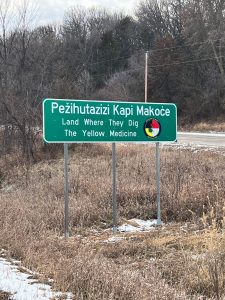 Pežihutazizi Kapi Makoċe
Land Where They Dig
The Yellow Medicine